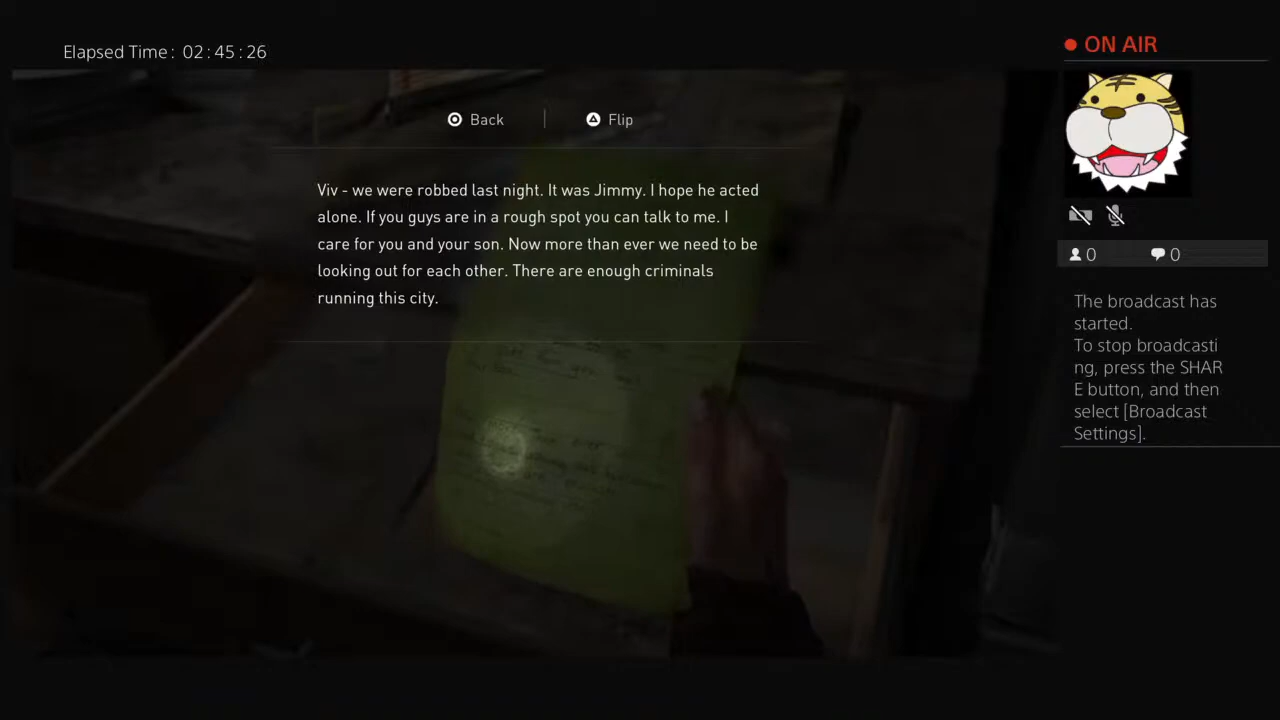 Elapsed Time: 02:45:26
ON AIR
Back
Flip
Viv - we were robbed last night. It was Jimmy. I hope he acted
alone. If you guys are in a rough spot you can talk to me. I
care for you and your son. Now more than ever we need to be
looking out for each other. There are enough criminals
running this city.
0
0
The broadcast has
started.
To stop broadcasti
ng, press the SHAR
E button, and then
select [Broadcast
Settings].